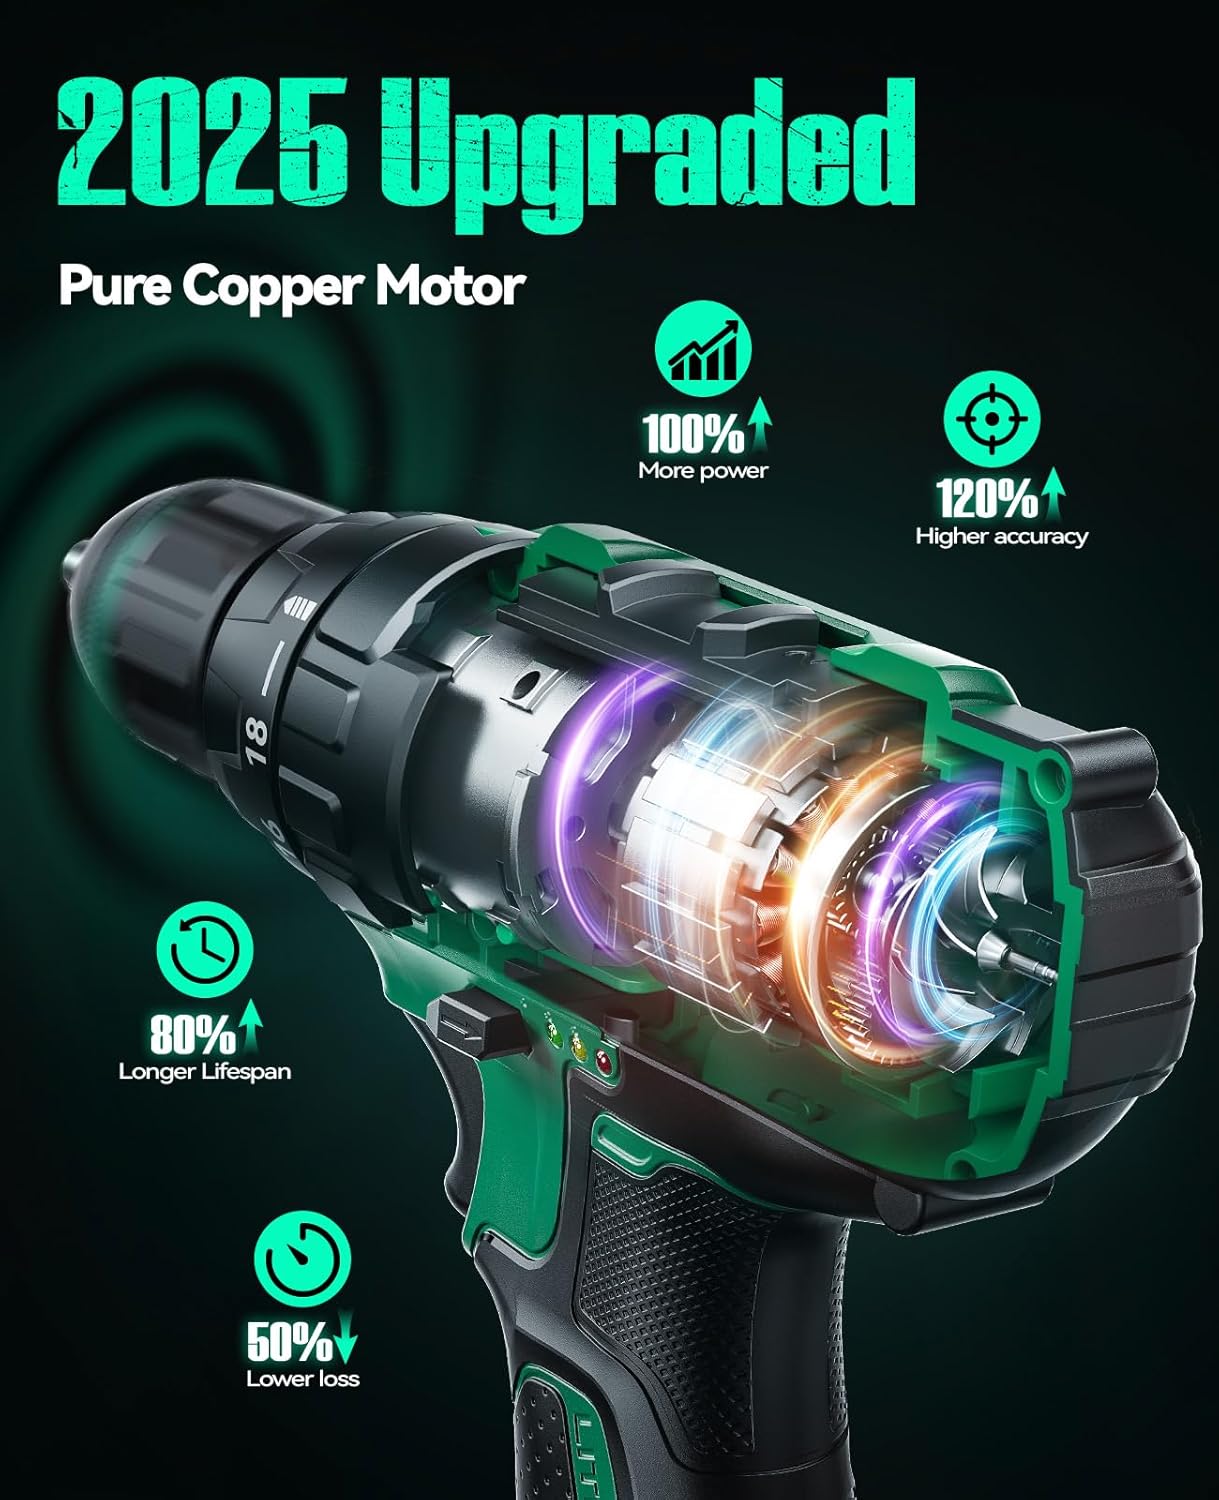 2025 Upgraded
Pure Copper Motor
100%
More power
120%
Higher accuracy
18
80%
Longer Lifespan
50%
Lower loss